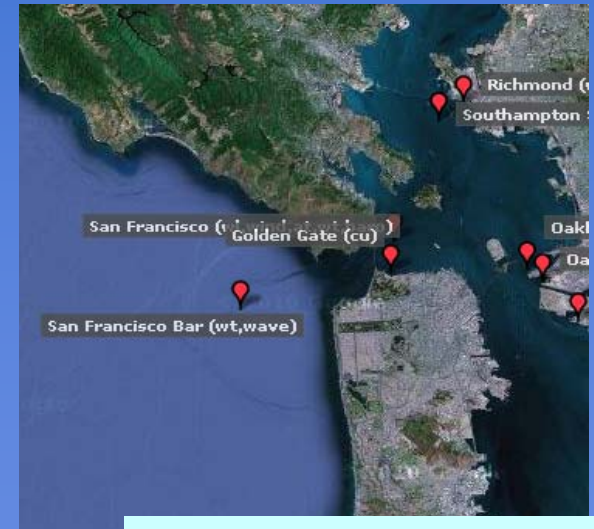 Richmond (
Southampton
San Francisco (
Golden Gate (cu)
Oakl
Oa
San Francisco Bar (wt,wave)